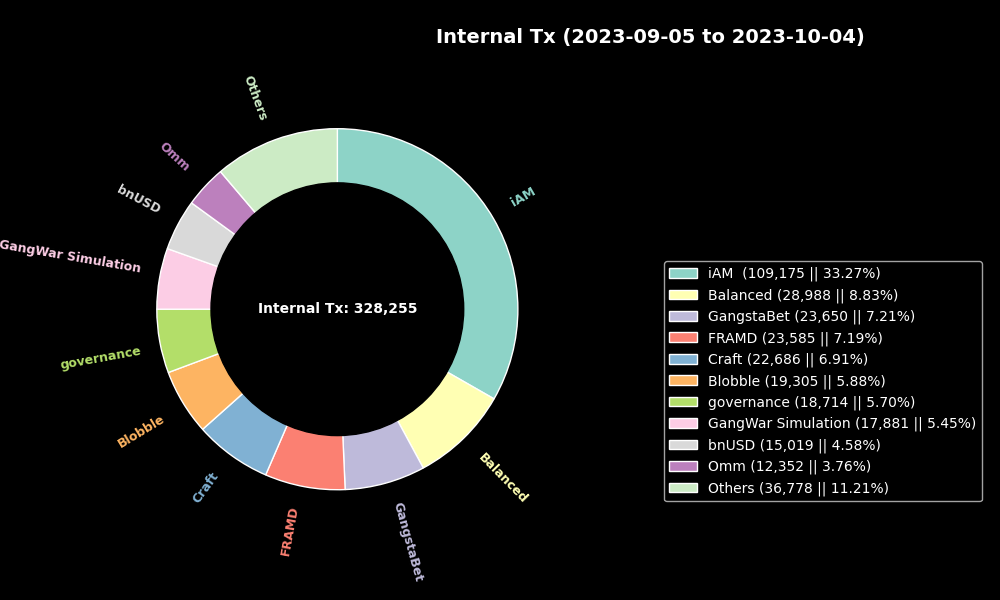 Internal Tx (2023-09-05 to 2023-10-04)
Others
Omm
iAM
bnUSD
GangWar Simulation
Internal Tx: 328,255
governance
Blobble
Craft
FRAMD
GangstaBet
Balanced
iAM  (109,175 || 33.27%)
Balanced (28,988 || 8.83%)
GangstaBet (23,650 || 7.21%)
FRAMD (23,585 || 7.19%)
Craft (22,686 || 6.91%)
Blobble (19,305 || 5.88%)
governance (18,714 || 5.70%)
GangWar Simulation (17,881 || 5.45%)
bnUSD (15,019 || 4.58%)
Omm (12,352 || 3.76%)
Others (36,778 || 11.21%)